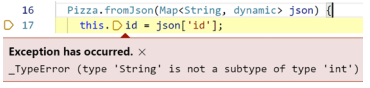 16 Pizza.fromJson(Map<String, dynamic> json) {
17 this. id = json['id'];
Exception has occurred. ×
_TypeError (type 'String' is not a subtype of type 'int')